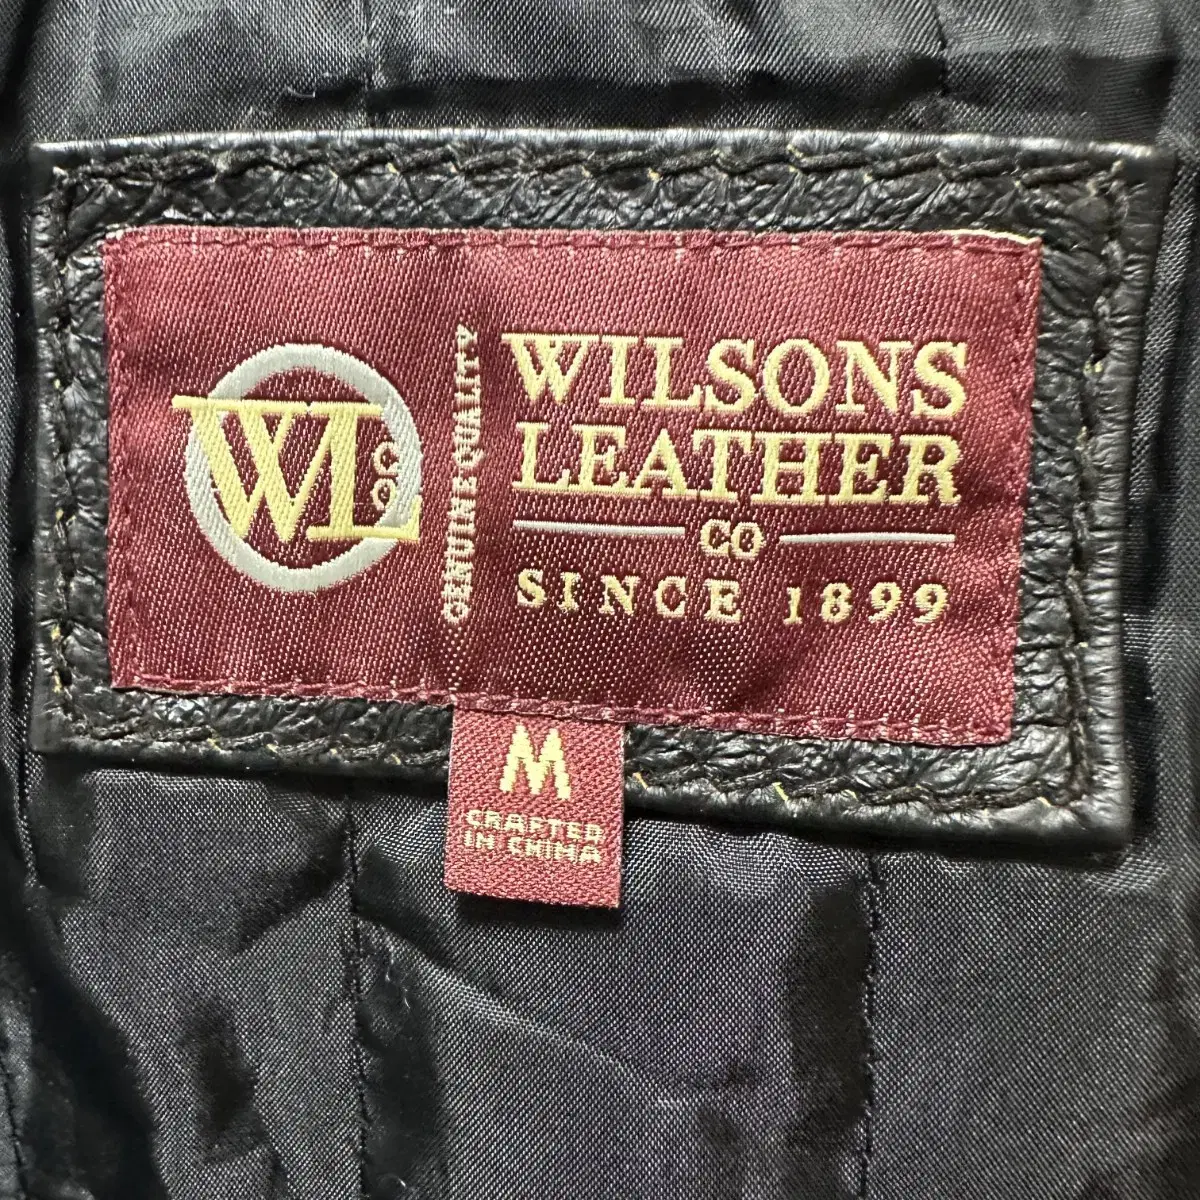 WL
CO
GENUINE QUALITY
WILSONS
LEATHER
CO
SINCE 1899
M
CRAFTED
IN CHINA